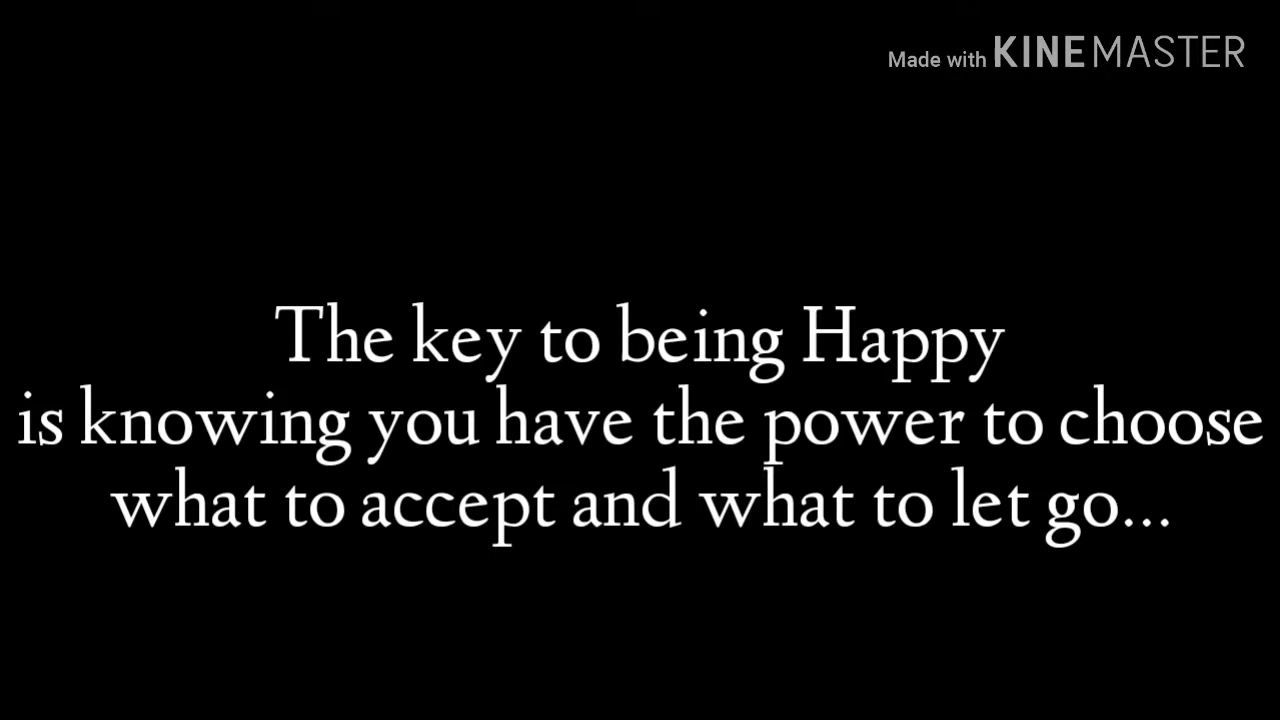 Made with KINEMASTER
The key to being Happy
is knowing you have the power to choose
what to accept and what to let go...